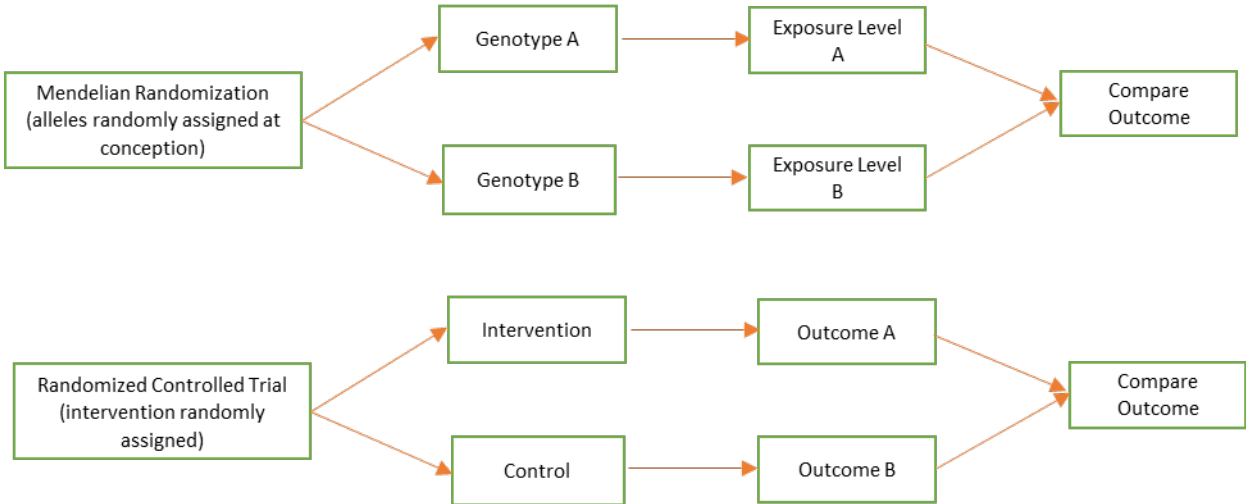 Genotype A
Exposure Level
A
Mendelian Randomization
(alleles randomly assigned at
conception)
Compare
Outcome
Genotype B
Exposure Level
B
Intervention
Outcome A
Randomized Controlled Trial
(intervention randomly
assigned)
Compare
Outcome
Control
Outcome B